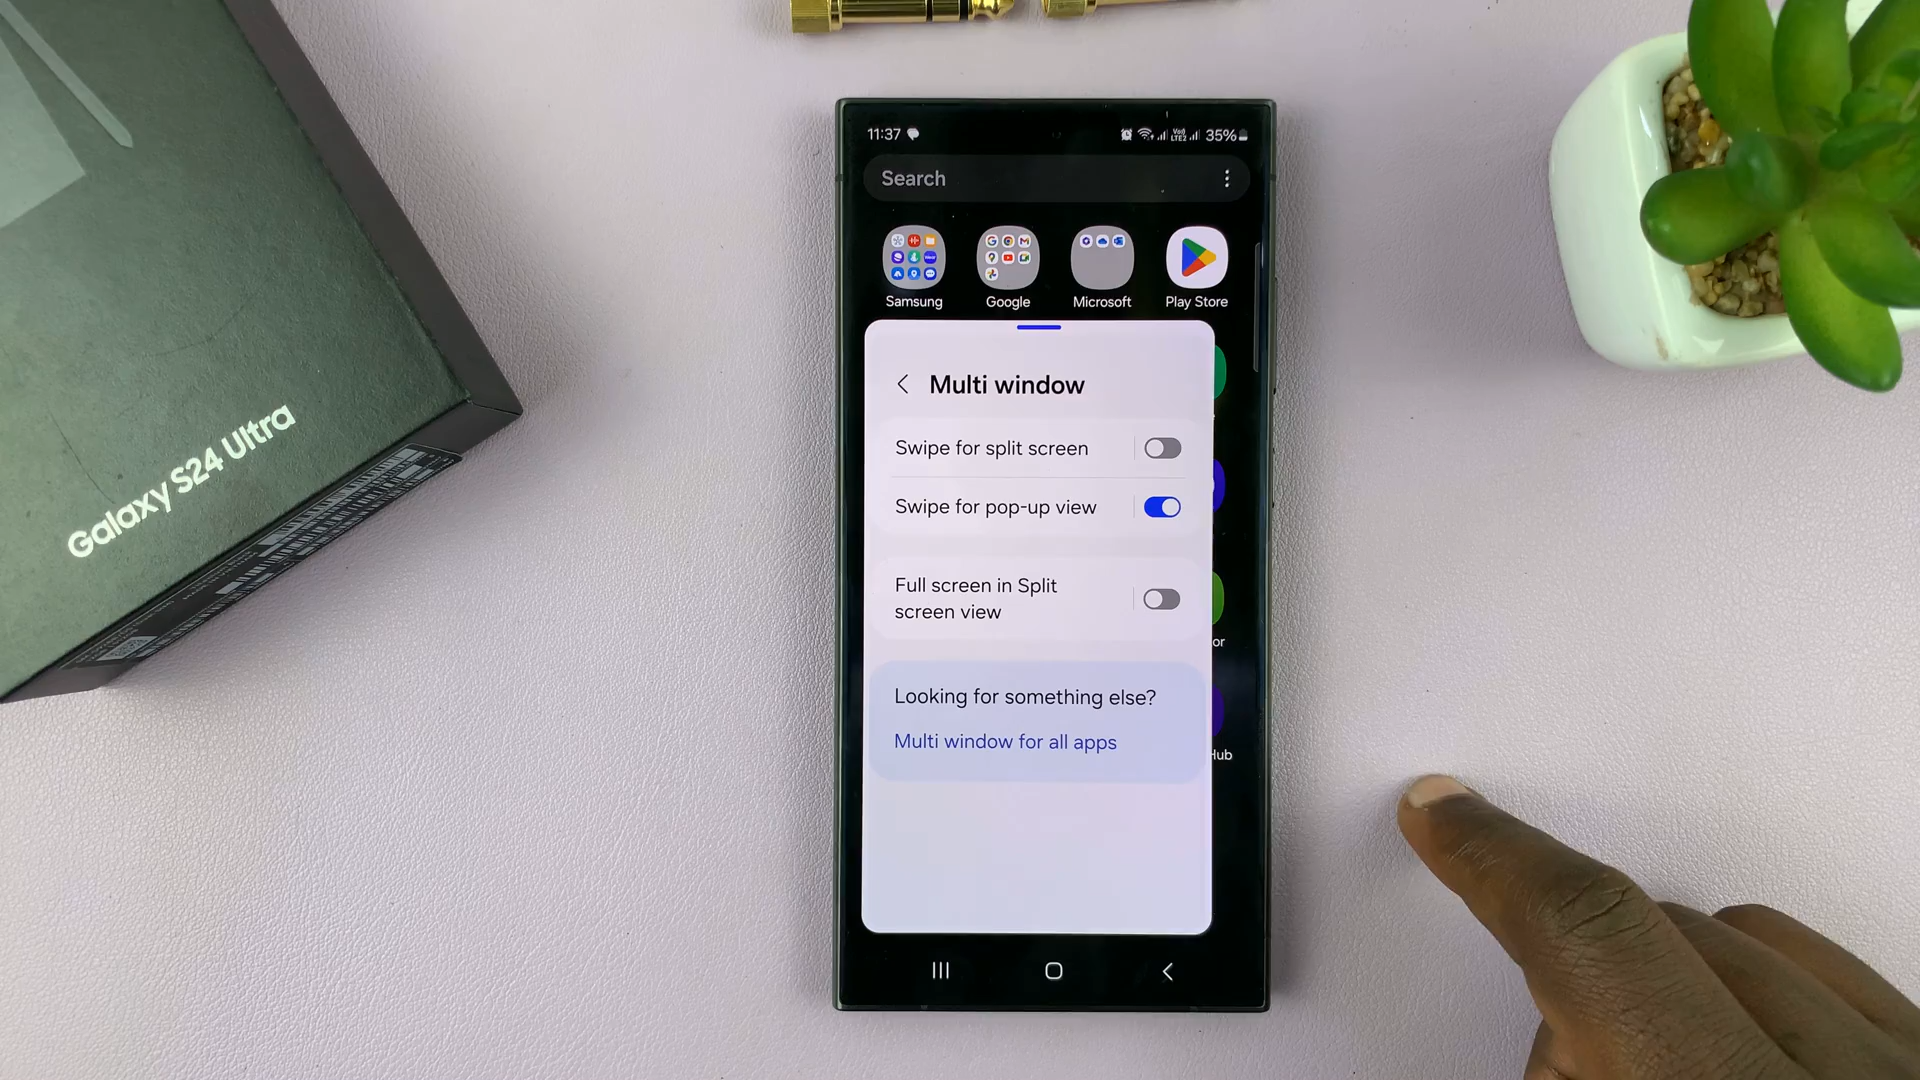 Galaxy S24 Ultra
11:37
35%
Search
Samsung
Google
Microsoft
Play Store
Multi window
Swipe for split screen
Swipe for pop-up view
Full screen in Split
screen view
or
Looking for something else?
Multi window for all apps
Hub